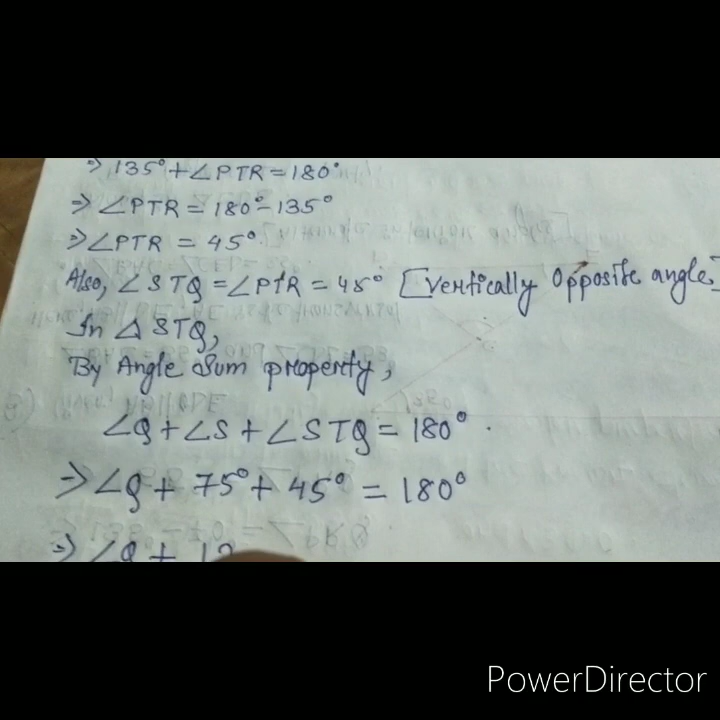 ⇒ 135° + ∠PTR = 180°
⇒ ∠PTR = 180° - 135°
⇒ ∠PTR = 45°
Also, ∠STQ = ∠PTR = 45° [Vertically Opposite angle]
In △ STQ,
By Angle Sum property,
∠Q + ∠S + ∠STQ = 180°.
⇒ ∠Q + 75° + 45° = 180°
⇒ ∠Q + 12
PowerDirector